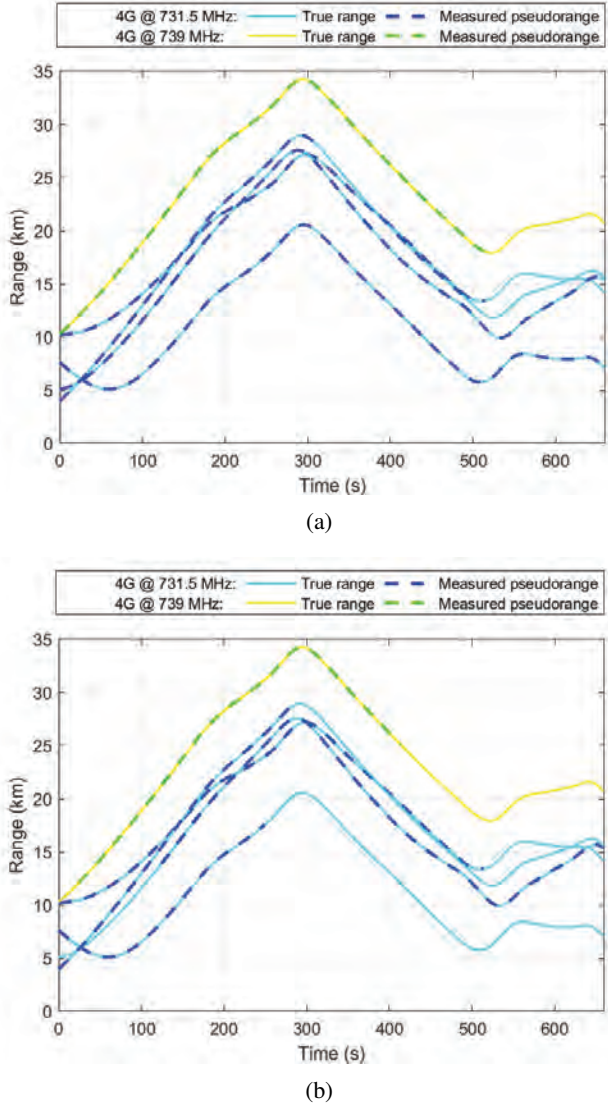 4G @ 731.5 MHz: True range Measured pseudorange
4G @ 739 MHz: True range Measured pseudorange
35
30
25
20
15
10
5
0
Range (km)
0 100 200 300 400 500 600
Time (s)
(a)
4G @ 731.5 MHz: True range Measured pseudorange
4G @ 739 MHz: True range Measured pseudorange
35
30
25
20
15
10
5
0
Range (km)
0 100 200 300 400 500 600
Time (s)
(b)